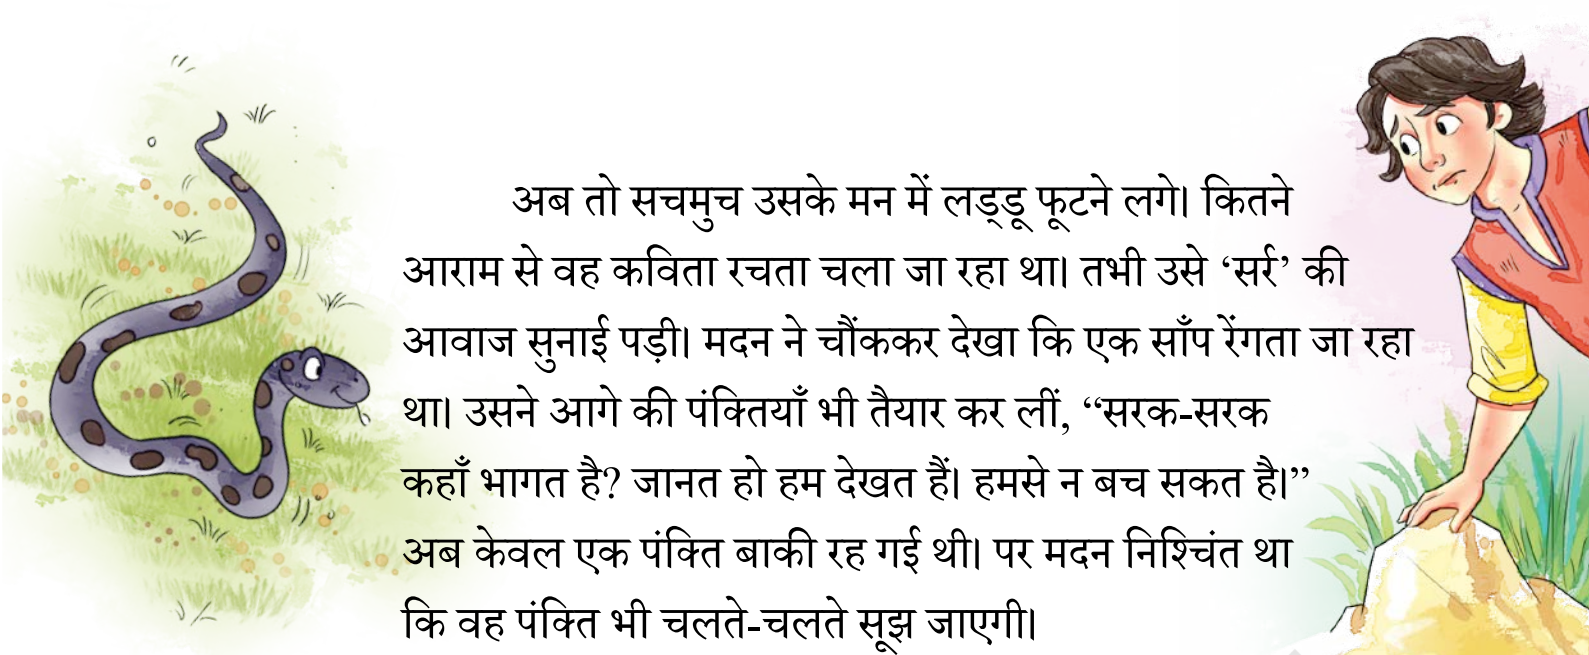 अब तो सचमुच उसके मन में लड्डू फूटने लगे। कितने
आराम से वह कविता रचता चला जा रहा था। तभी उसे ‘सर्र’ की
आवाज सुनाई पड़ी। मदन ने चौंककर देखा कि एक साँप रेंगता जा रहा
था। उसने आगे की पंक्तियाँ भी तैयार कर लीं, “सरक-सरक
कहाँ भागत है? जानत हो हम देखत हैं। हमसे न बच सकत है।”
अब केवल एक पंक्ति बाकी रह गई थी। पर मदन निश्चिंत था
कि वह पंक्ति भी चलते-चलते सूझ जाएगी।